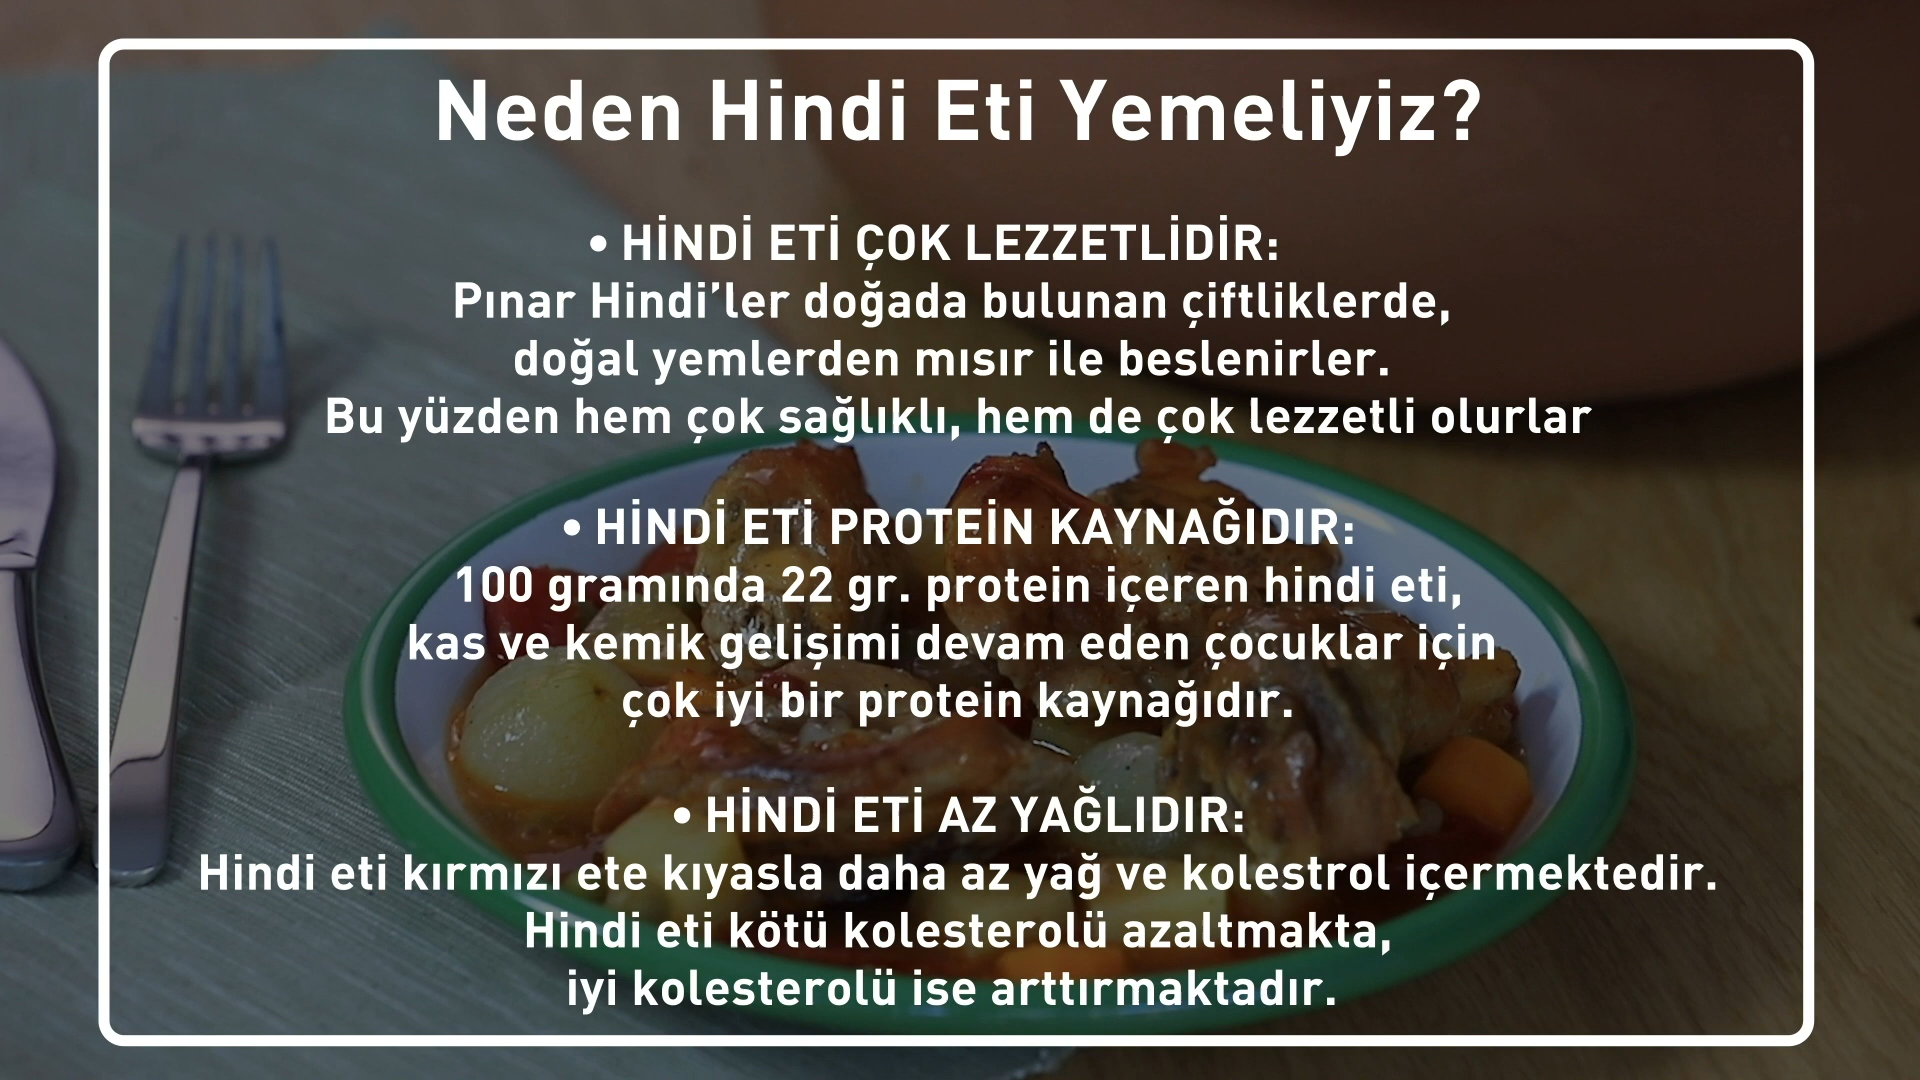 Neden Hindi Eti Yemeliyiz?
• HİNDİ ETİ ÇOK LEZZETLİDİR:
Pınar Hindi’ler doğada bulunan çiftliklerde,
doğal yemlerden mısır ile beslenirler.
Bu yüzden hem çok sağlıklı, hem de çok lezzetli olurlar
• HİNDİ ETİ PROTEİN KAYNAĞIDIR:
100 gramında 22 gr. protein içeren hindi eti,
kas ve kemik gelişimi devam eden çocuklar için
çok iyi bir protein kaynağıdır.
• HİNDİ ETİ AZ YAĞLIDIR:
Hindi eti kırmızı ete kıyasla daha az yağ ve kolestrol içermektedir.
Hindi eti kötü kolesterolü azaltmakta,
iyi kolesterolü ise arttırmaktadır.